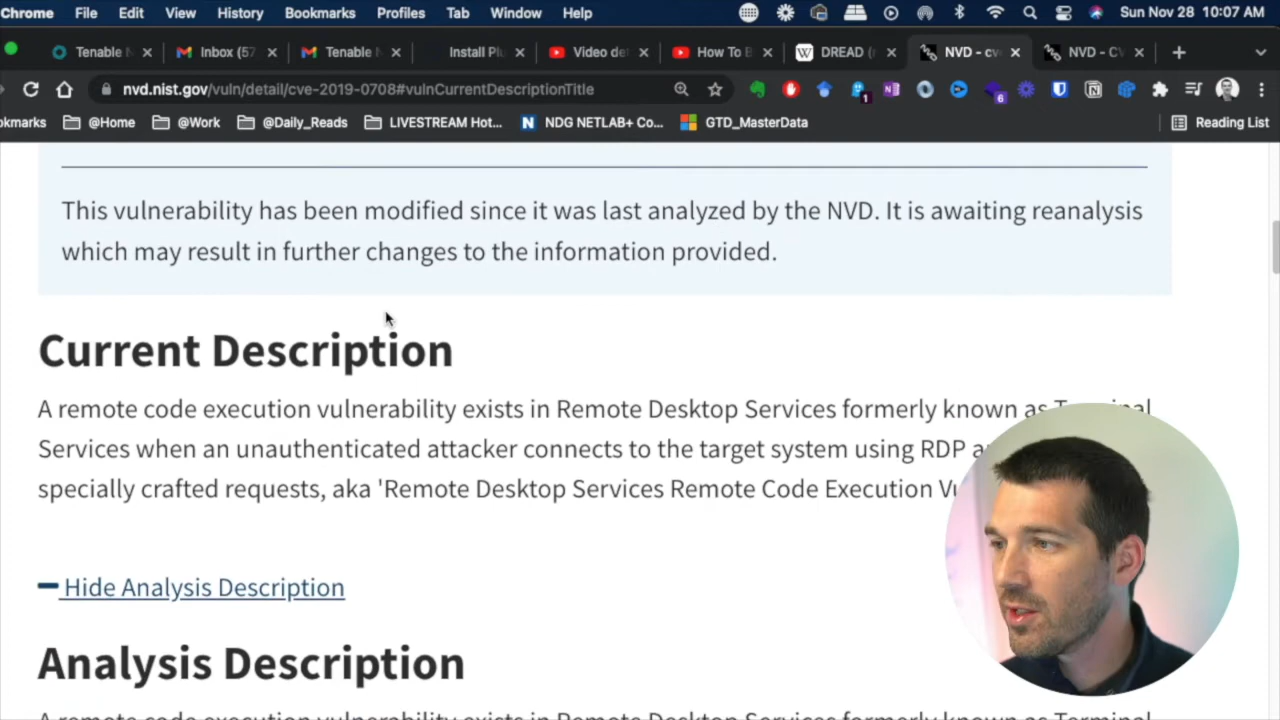 Chrome File Edit View History Bookmarks Profiles Tab Window Help Sun Nov 28 10:07 AM
Tenable Inbox (57 Tenable Install Plu Video de How To B DREAD (r NVD - cv NVD - CV
nvd.nist.gov/vuln/detail/cve-2019-0708#vulnCurrentDescriptionTitle 1 6
okmarks @Home @Work @Daily_Reads LIVESTREAM Hot... NDG NETLAB+ Co... GTD_MasterData Reading List
This vulnerability has been modified since it was last analyzed by the NVD. It is awaiting reanalysis
which may result in further changes to the information provided.
Current Description
A remote code execution vulnerability exists in Remote Desktop Services formerly known as Terminal
Services when an unauthenticated attacker connects to the target system using RDP a
specially crafted requests, aka 'Remote Desktop Services Remote Code Execution Vu
Hide Analysis Description
Analysis Description
A remote code execution vulnerability exists in Remote Desktop Services formerly known as Terminal